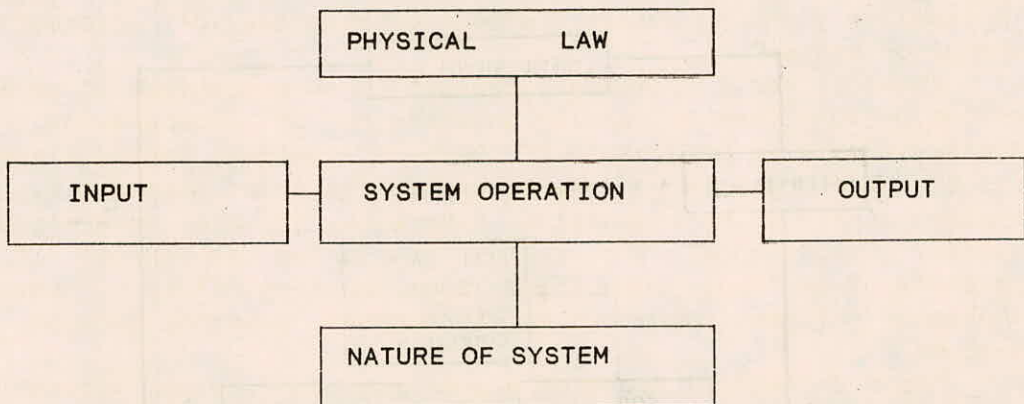 PHYSICAL LAW
INPUT
SYSTEM OPERATION
OUTPUT
NATURE OF SYSTEM